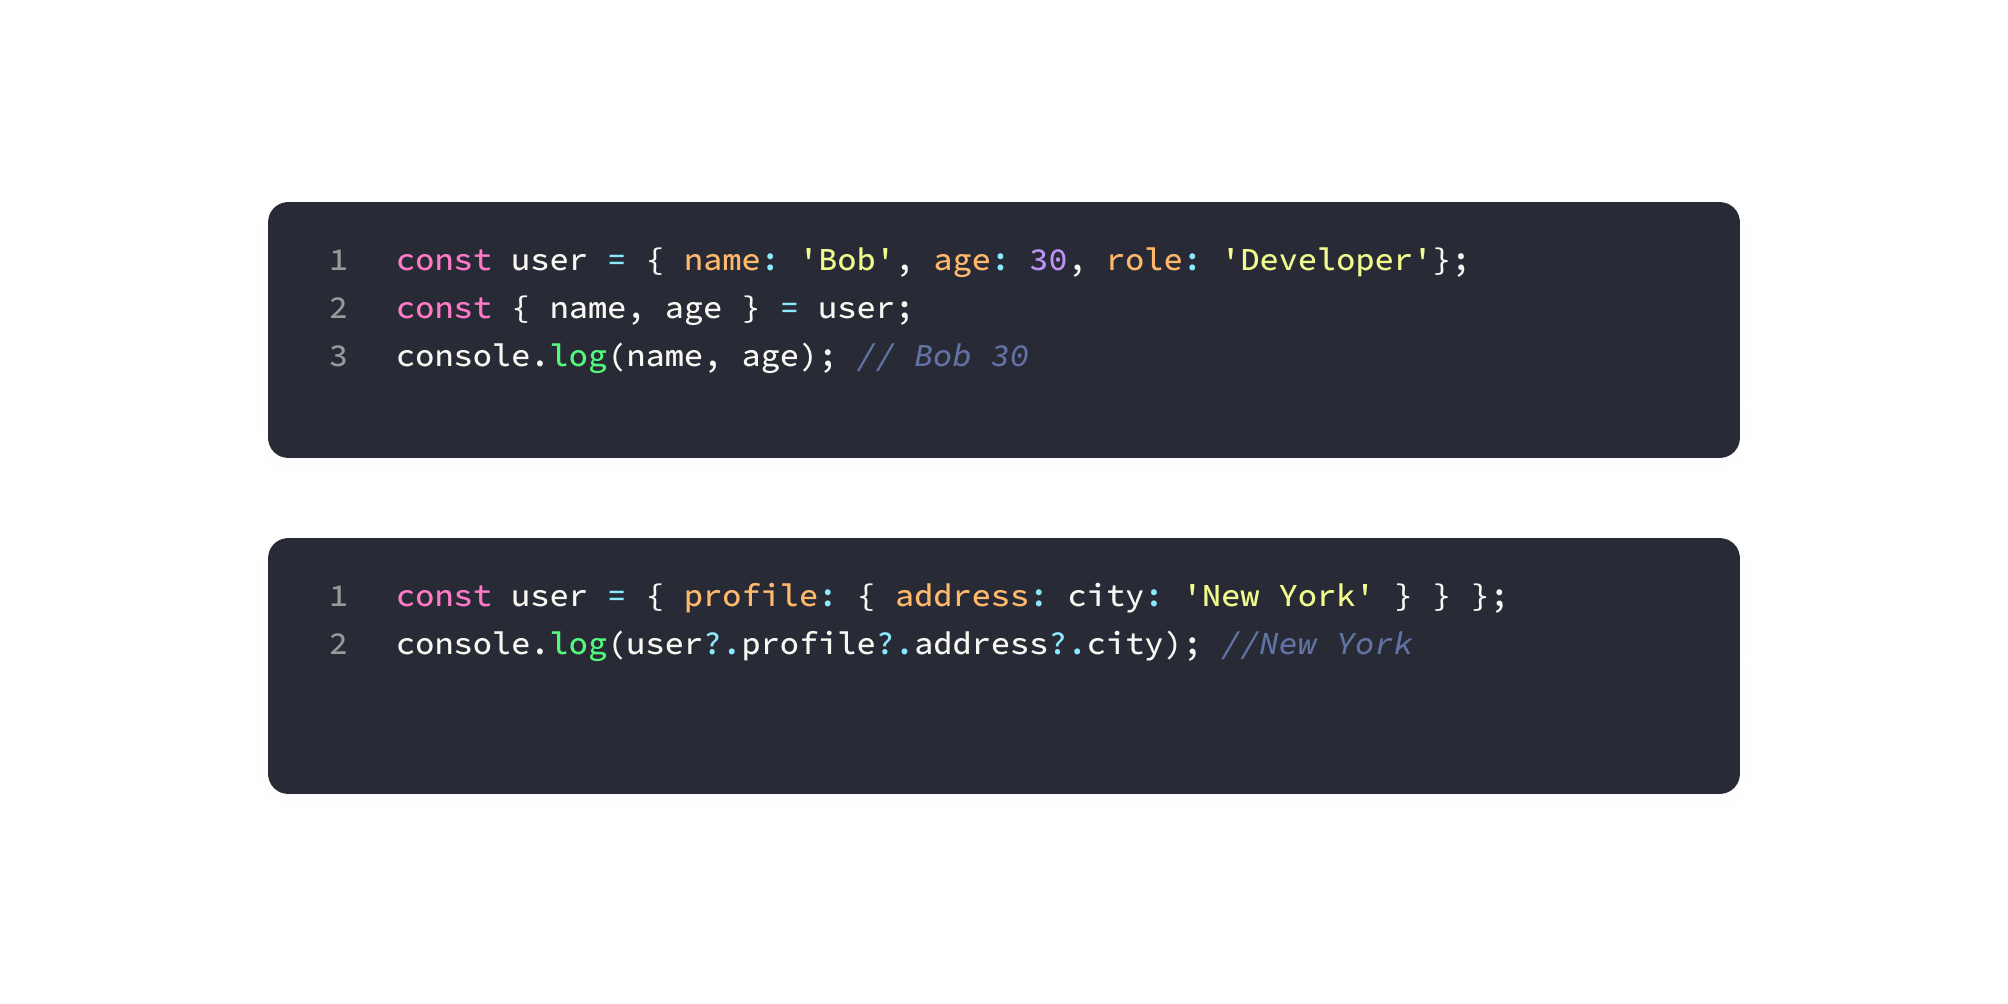 1 const user = { name: 'Bob', age: 30, role: 'Developer'};
2 const { name, age } = user;
3 console.log(name, age); // Bob 30
1 const user = { profile: { address: city: 'New York' } } };
2 console.log(user?.profile?.address?.city); //New York